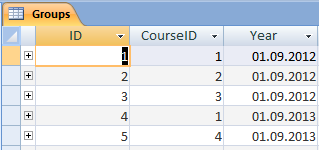 Groups
ID CourseID Year
1 1 01.09.2012
2 2 01.09.2012
3 3 01.09.2012
4 1 01.09.2013
5 4 01.09.2013